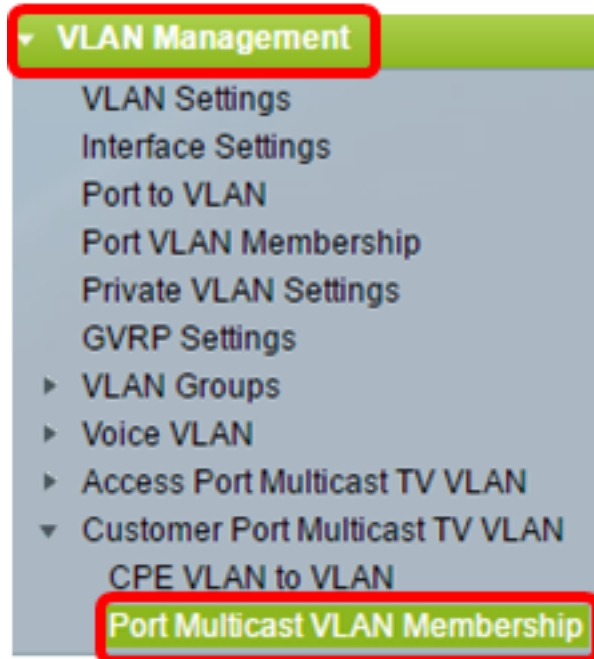 VLAN Management
VLAN Settings
Interface Settings
Port to VLAN
Port VLAN Membership
Private VLAN Settings
GVRP Settings
VLAN Groups
Voice VLAN
Access Port Multicast TV VLAN
Customer Port Multicast TV VLAN
CPE VLAN to VLAN
Port Multicast VLAN Membership